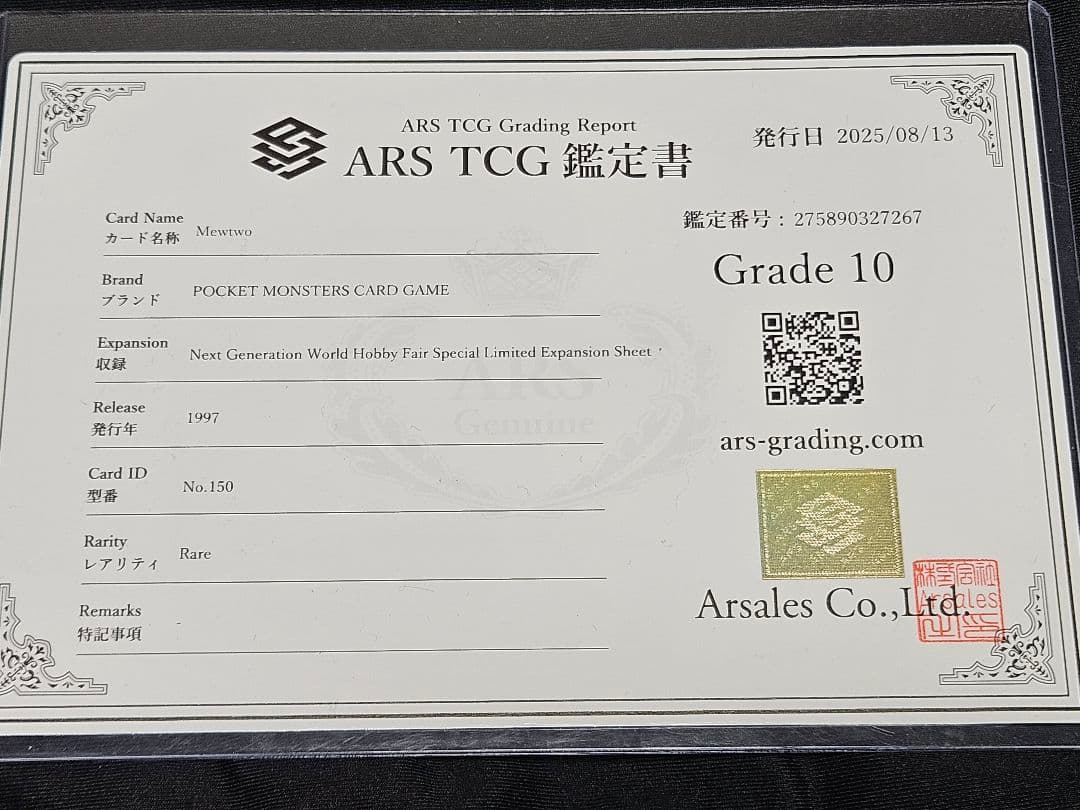 ARS TCG Grading Report
ARS TCG 鑑定書
発行日 2025/08/13
鑑定番号 : 275890327267
Grade 10
Card Name
カード名称
Mewtwo
Brand
ブランド
POCKET MONSTERS CARD GAME
Expansion
収録
Next Generation World Hobby Fair Special Limited Expansion Sheet
Release
発行年
1997
Card ID
型番
No.150
Rarity
レアリティ
Rare
Remarks
特記事項
-
ARS
Genuine
ars-grading.com
Arsales Co.,Ltd.
Arsales